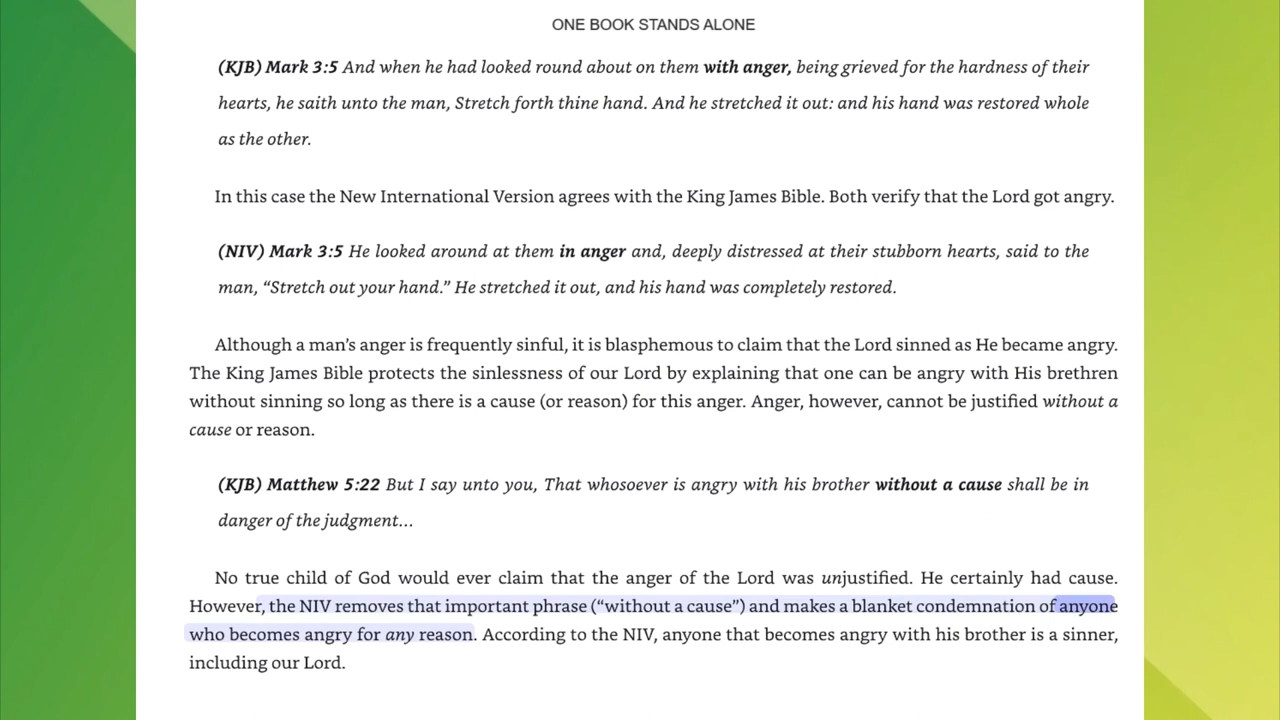 ONE BOOK STANDS ALONE
(KJB) Mark 3:5 And when he had looked round about on them with anger, being grieved for the hardness of their
hearts, he saith unto the man, Stretch forth thine hand. And he stretched it out: and his hand was restored whole
as the other.
In this case the New International Version agrees with the King James Bible. Both verify that the Lord got angry.
(NIV) Mark 3:5 He looked around at them in anger and, deeply distressed at their stubborn hearts, said to the
man, “Stretch out your hand.” He stretched it out, and his hand was completely restored.
Although a man’s anger is frequently sinful, it is blasphemous to claim that the Lord sinned as He became angry.
The King James Bible protects the sinlessness of our Lord by explaining that one can be angry with His brethren
without sinning so long as there is a cause (or reason) for this anger. Anger, however, cannot be justified without a
cause or reason.
(KJB) Matthew 5:22 But I say unto you, That whosoever is angry with his brother without a cause shall be in
danger of the judgment…
No true child of God would ever claim that the anger of the Lord was unjustified. He certainly had cause.
However, the NIV removes that important phrase (“without a cause”) and makes a blanket condemnation of anyone
who becomes angry for any reason. According to the NIV, anyone that becomes angry with his brother is a sinner,
including our Lord.